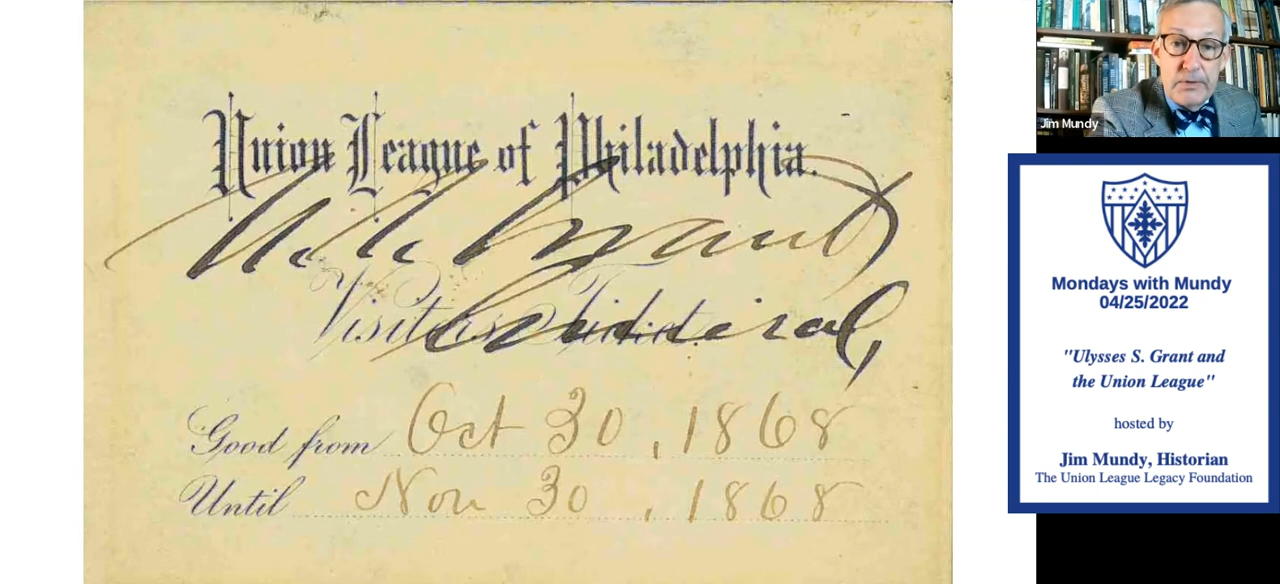 Union League of Philadelphia.
U. S. Grant
Visitors Ticket.
General,
Good from Oct 30, 1868
Until Nov 30, 1868
Jim Mundy
Mondays with Mundy
04/25/2022
"Ulysses S. Grant and
the Union League"
hosted by
Jim Mundy, Historian
The Union League Legacy Foundation